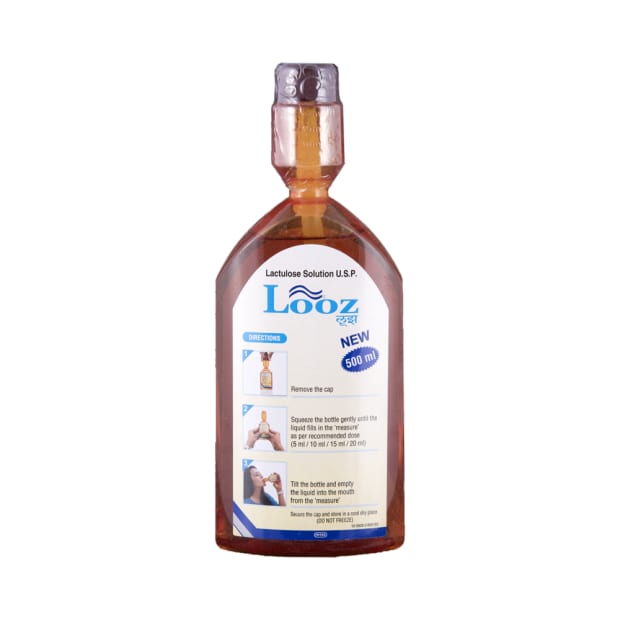 Lactulose Solution U.S.P.
Looz
लूझ
NEW
500 ml
DIRECTIONS
1
Remove the cap
2
Squeeze the bottle gently until the
liquid fills in the 'measure'
as per recommended dose
(5 ml / 10 ml / 15 ml / 20 ml)
3
Tilt the bottle and empty
the liquid into the mouth
from the 'measure'
Secure the cap and store in a cool dry place
(DO NOT FREEZE)